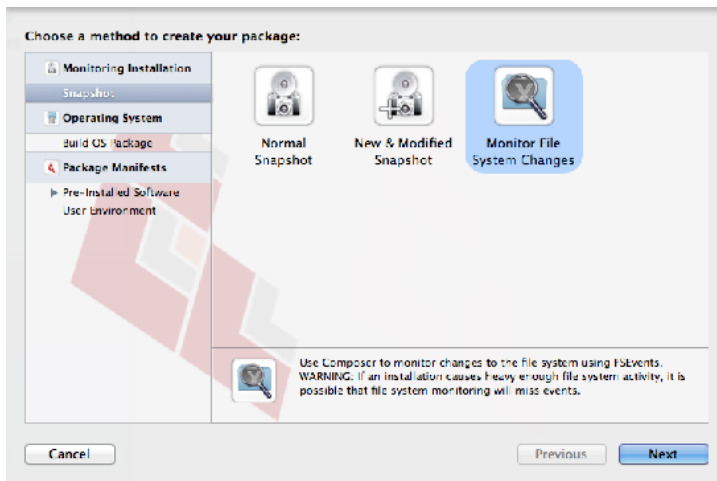 Choose a method to create your package:
Monitoring Installation
Snapshot
Operating System
Build OS Package
Package Manifests
Pre-Installed Software
User Environment
Normal
Snapshot
New & Modified
Snapshot
Monitor File
System Changes
Use Composer to monitor changes to the file system using FSEvents.
WARNING: If an installation causes heavy enough file system activity, it is
possible that file system monitoring will miss events.
Cancel
Previous
Next